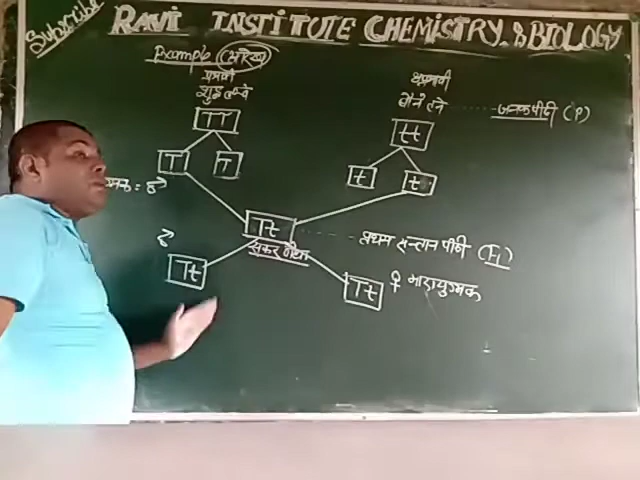 Subscribe
RAVI INSTITUTE CHEMISTRY & BIOLOGY
Example (आरेख)
प्रभावी
शुद्ध लम्बे
TT
T T
अप्रभावी
बौने
tt
t t
जनक पीढ़ी (P)
Tt
संकर
प्रथम सन्तान पीढ़ी (F1)
♂
Tt
Tt
♀ मादा युग्मक